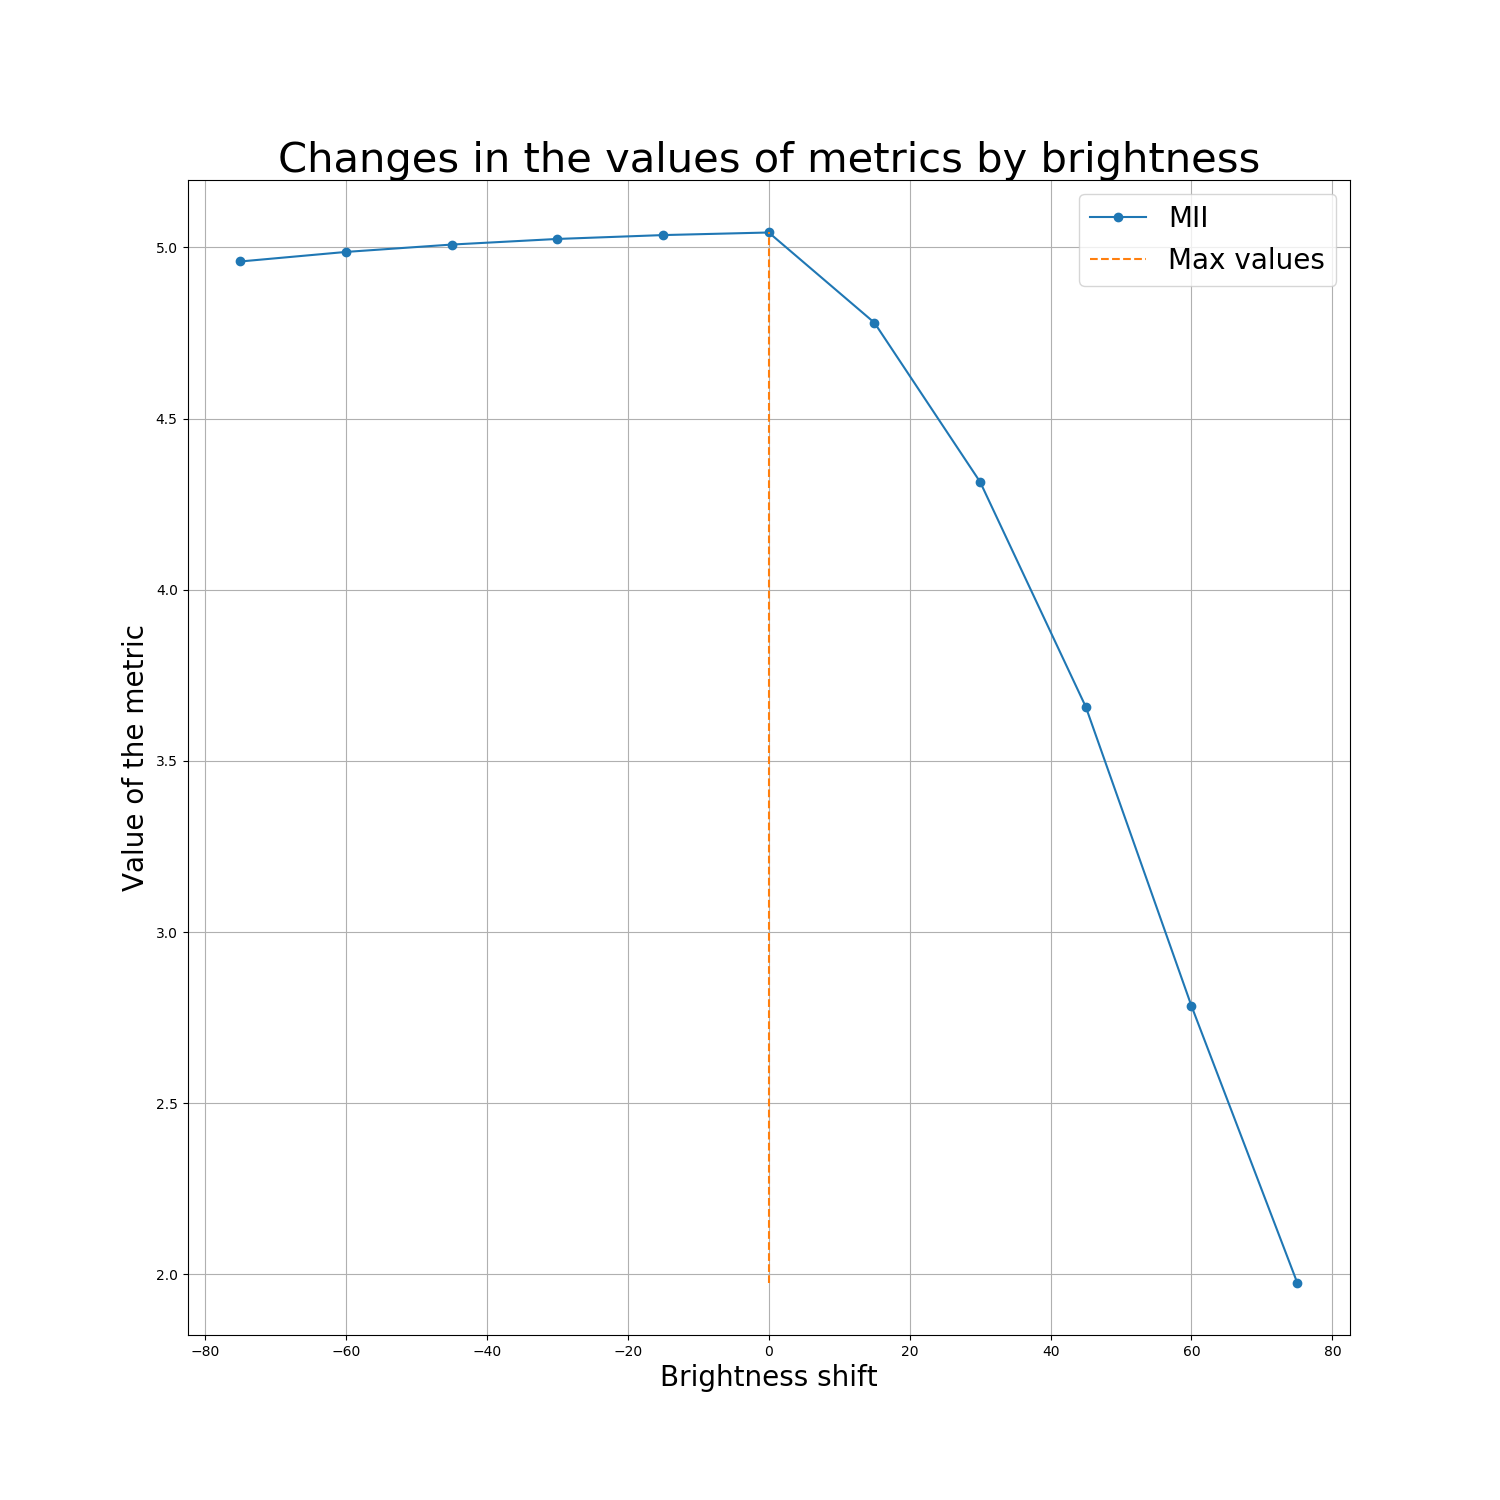 Changes in the values of metrics by brightness
MII
Max values
5.0
4.5
4.0
3.5
3.0
2.5
2.0
Value of the metric
−80 −60 −40 −20 0 20 40 60 80
Brightness shift